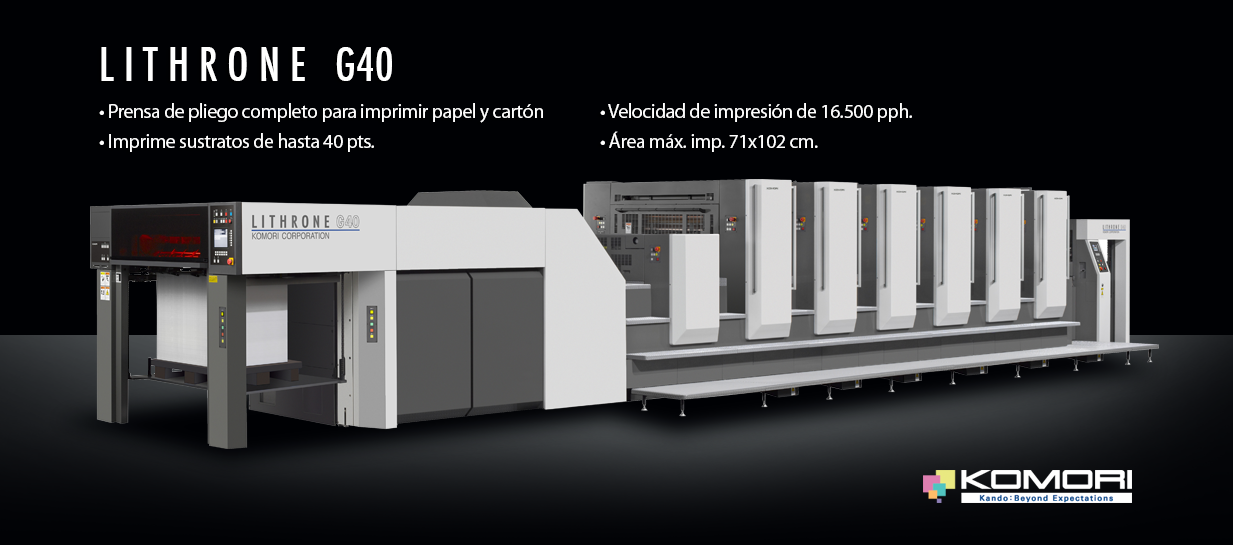 LITHRONE G40
• Prensa de pliego completo para imprimir papel y cartón
• Imprime sustratos de hasta 40 pts.
• Velocidad de impresión de 16.500 pph.
• Área máx. imp. 71x102 cm.
LITHRONE G40
KOMORI CORPORATION
KOMORI
Kando: Beyond Expectations